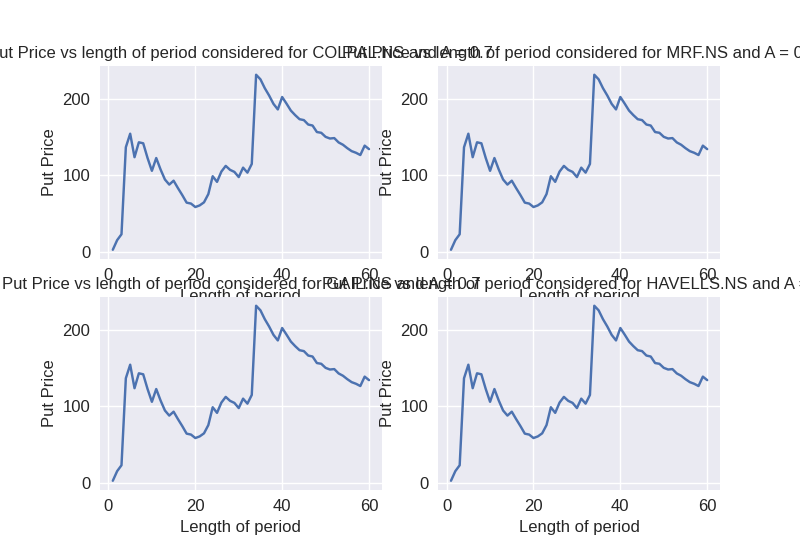 ut Price vs length of period considered for COLPAL.NS and A = 0.7
Put Price vs length of period considered for MRF.NS and A = 0
200
100
0
Put Price
0 20 40 60
Length of period
200
100
0
Put Price
0 20 40 60
Length of period
Put Price vs length of period considered for GAIL.NS and A = 0.7
Put Price vs length of period considered for HAVELLS.NS and A =
200
100
0
Put Price
0 20 40 60
Length of period
200
100
0
Put Price
0 20 40 60
Length of period